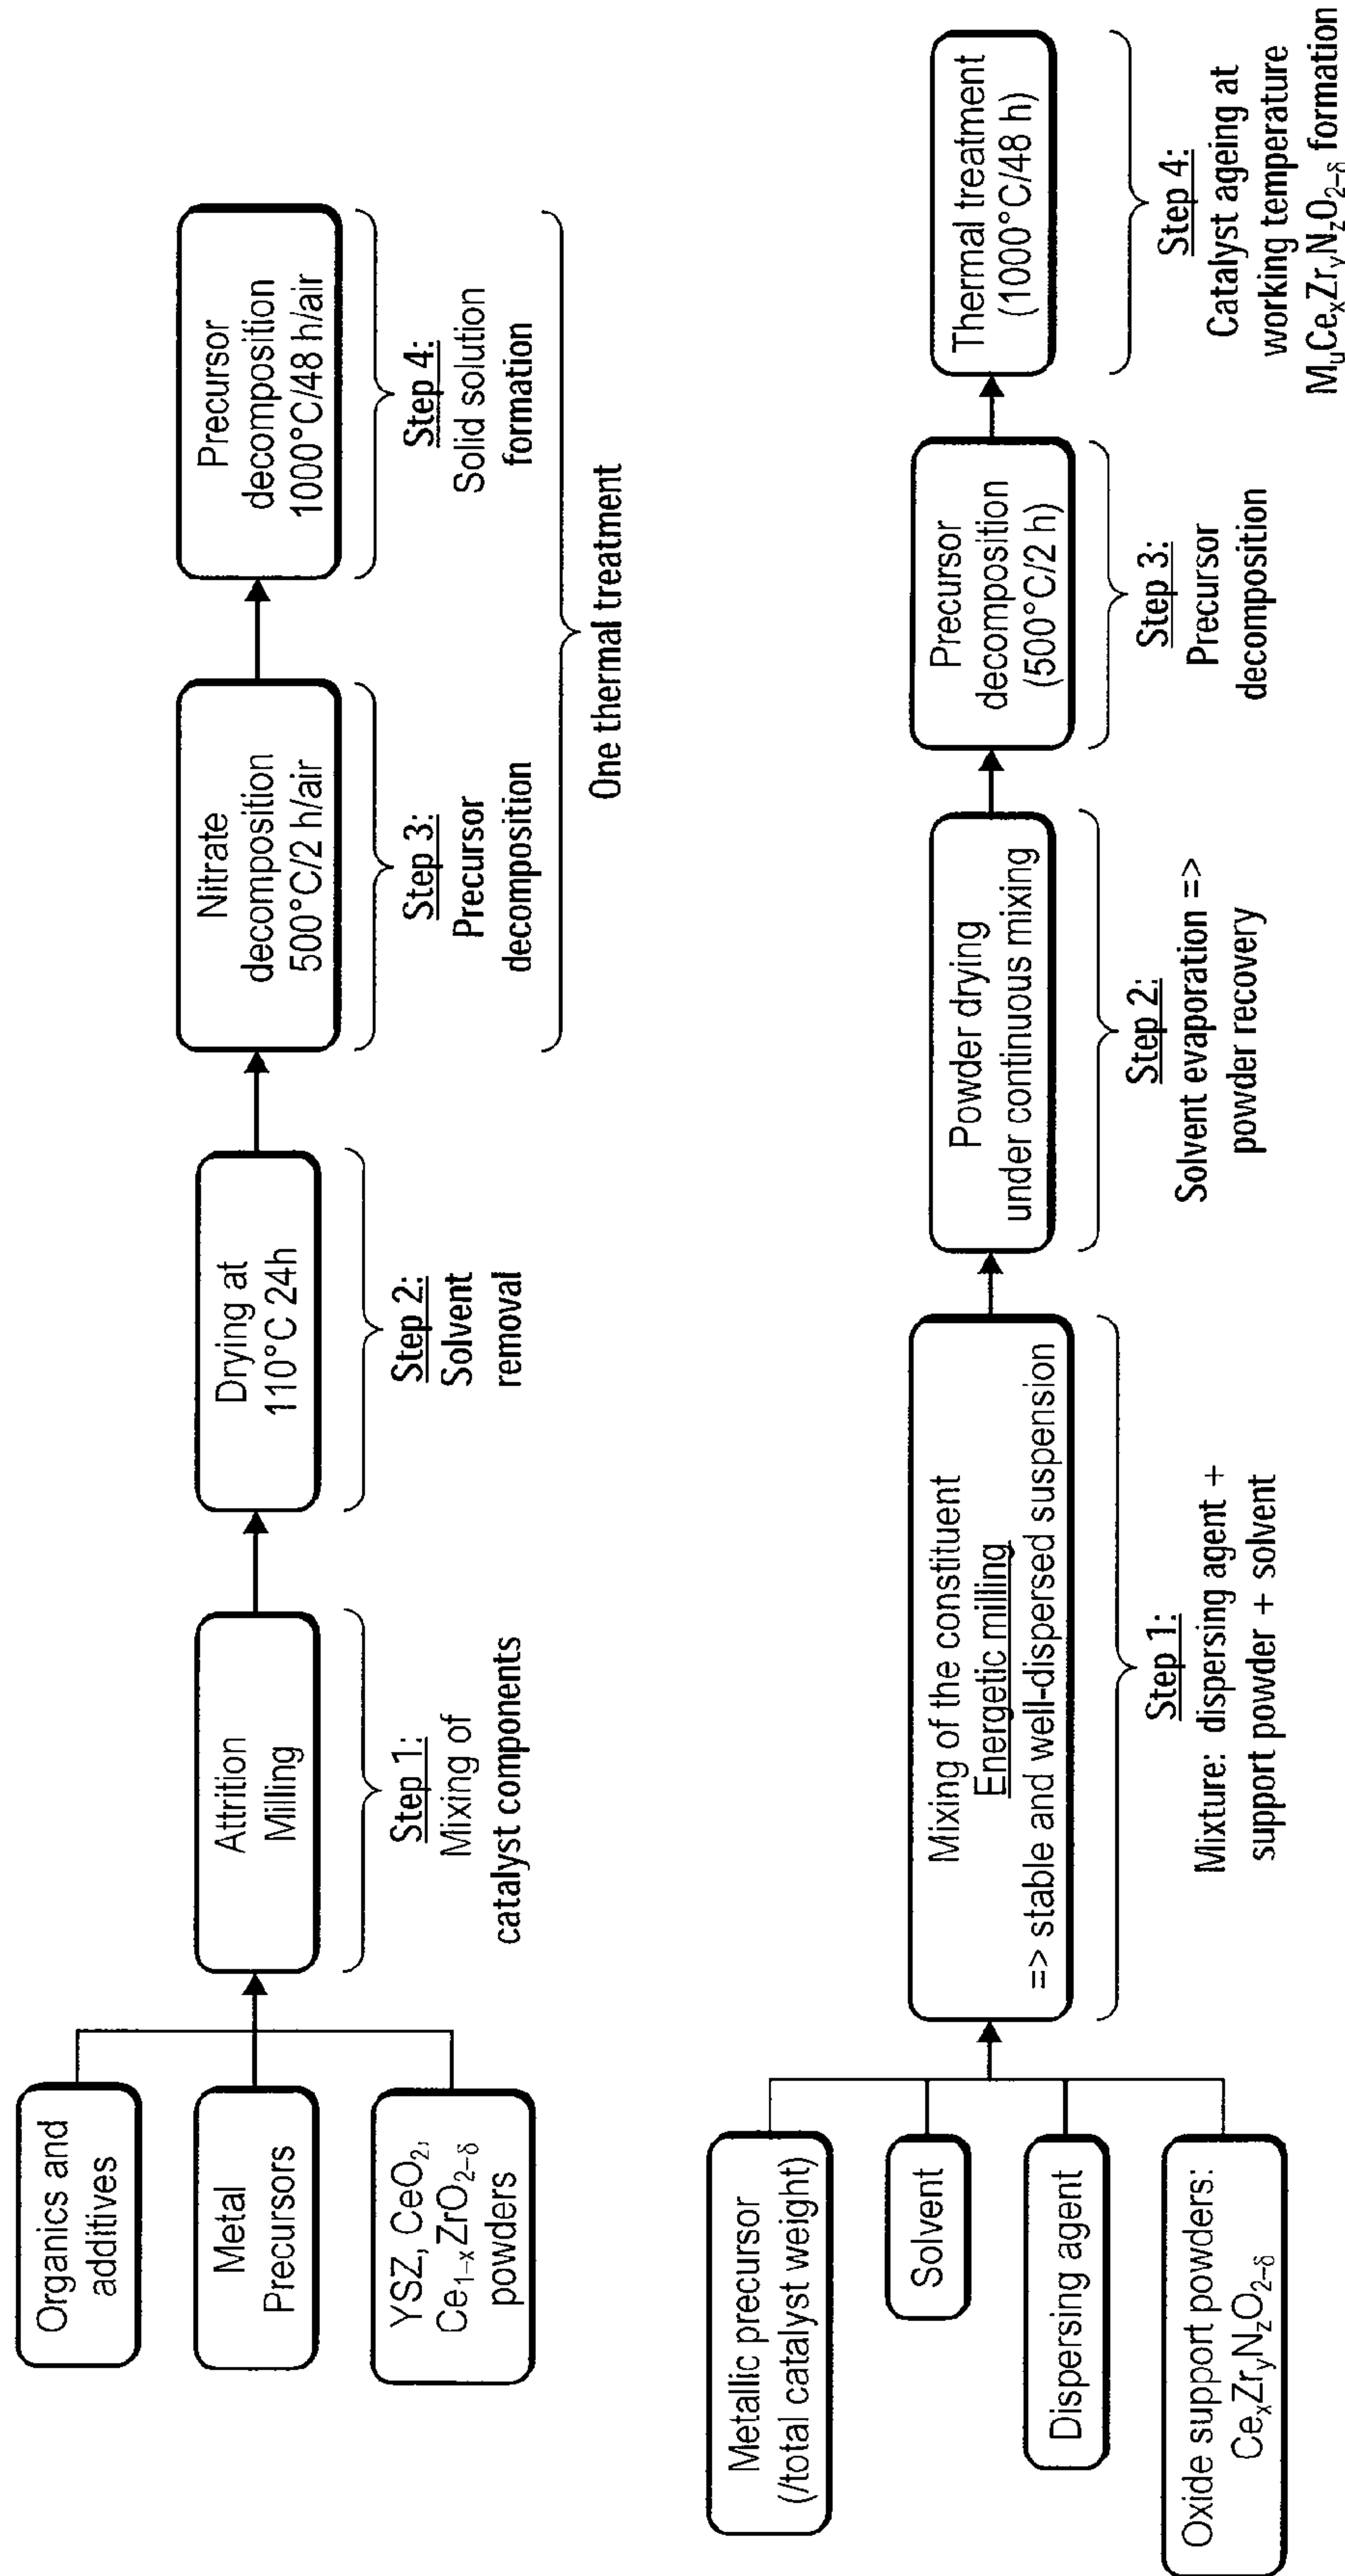 Organics and
additives
Metal
Precursors
YSZ, CeO₂,
Ce₁₋ₓZrO₂₋δ
powders
Attrition
Milling
Step 1:
Mixing of
catalyst components
Drying at
110°C 24h
Step 2:
Solvent
removal
Nitrate
decomposition
500°C/2 h/air
Step 3:
Precursor
decomposition
Precursor
decomposition
1000°C/48 h/air
Step 4:
Solid solution
formation
One thermal treatment
Metallic precursor
(/total catalyst weight)
Solvent
Dispersing agent
Oxide support powders:
CeₓZrᵧN_zO₂₋δ
Mixing of the constituent
Energetic milling
=> stable and well-dispersed suspension
Step 1:
Mixture: dispersing agent +
support powder + solvent
Powder drying
under continuous mixing
Step 2:
Solvent evaporation =>
powder recovery
Precursor
decomposition
(500°C/2 h)
Step 3:
Precursor
decomposition
Thermal treatment
(1000°C/48 h)
Step 4:
Catalyst ageing at
working temperature
MᵤCeₓZrᵧN_zO₂₋δ formation